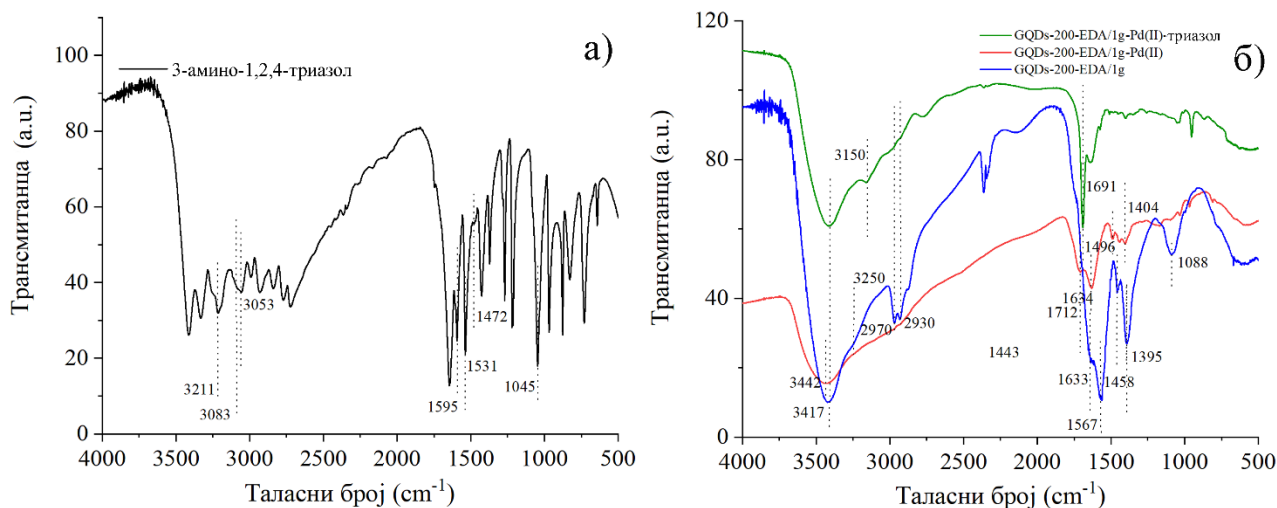 а)
3-амино-1,2,4-триазол
Трансмитанца (a.u.)
100
80
60
40
20
0
3211
3083
3053
1595
1531
1472
1045
4000 3500 3000 2500 2000 1500 1000 500
Таласни број (cm⁻¹)
б)
GQDs-200-EDA/1g-Pd(II)-триазол
GQDs-200-EDA/1g-Pd(II)
GQDs-200-EDA/1g
Трансмитанца (a.u.)
120
80
40
0
3150
3250
2970
2930
3442
3417
1443
1691
1404
1496
1634
1712
1088
1633
1458
1395
1567
4000 3500 3000 2500 2000 1500 1000 500
Таласни број (cm⁻¹)